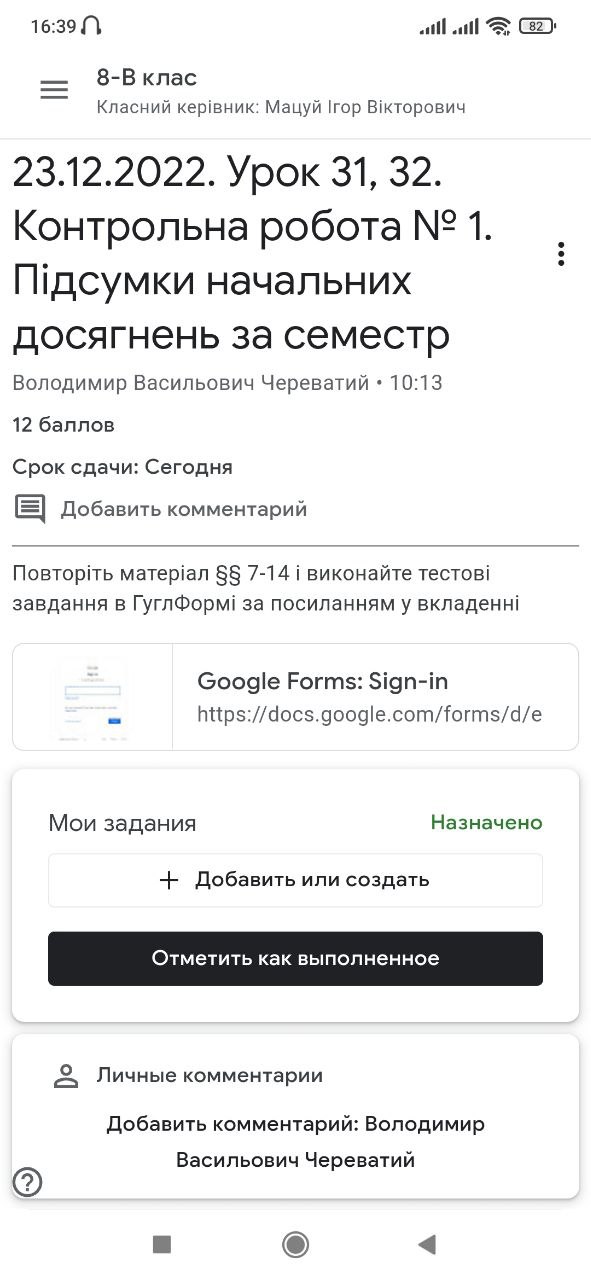 16:39
82
8-В клас
Класний керівник: Мацуй Ігор Вікторович
23.12.2022. Урок 31, 32.
Контрольна робота № 1.
Підсумки начальних
досягнень за семестр
Володимир Васильович Череватий • 10:13
12 баллов
Срок сдачи: Сегодня
Добавить комментарий
Повторіть матеріал §§ 7-14 і виконайте тестові
завдання в ГуглФормі за посиланням у вкладенні
Google Forms: Sign-in
https://docs.google.com/forms/d/e
Мои задания
Назначено
+ Добавить или создать
Отметить как выполненное
Личные комментарии
Добавить комментарий: Володимир
Васильович Череватий
?